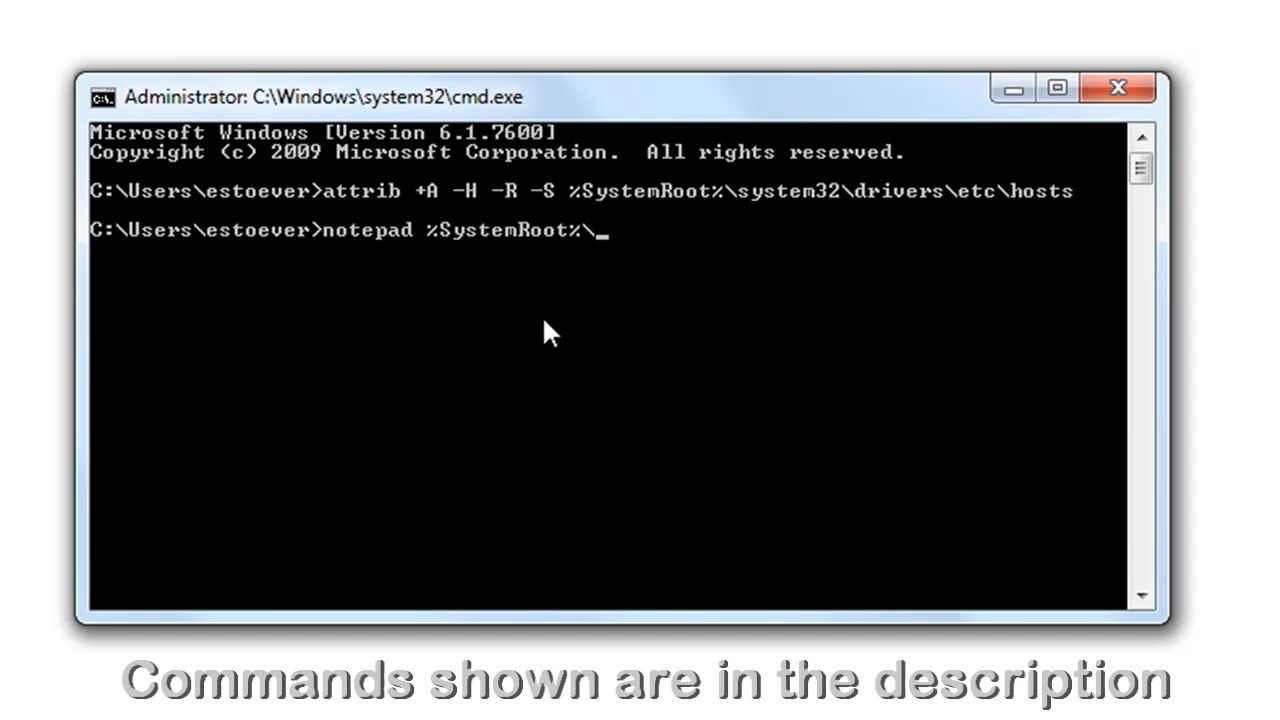 Administrator: C:\Windows\system32\cmd.exe
Microsoft Windows [Version 6.1.7600]
Copyright (c) 2009 Microsoft Corporation.  All rights reserved.
C:\Users\estoever>attrib +A -H -R -S %SystemRoot%\system32\drivers\etc\hosts
C:\Users\estoever>notepad %SystemRoot%\_
Commands shown are in the description